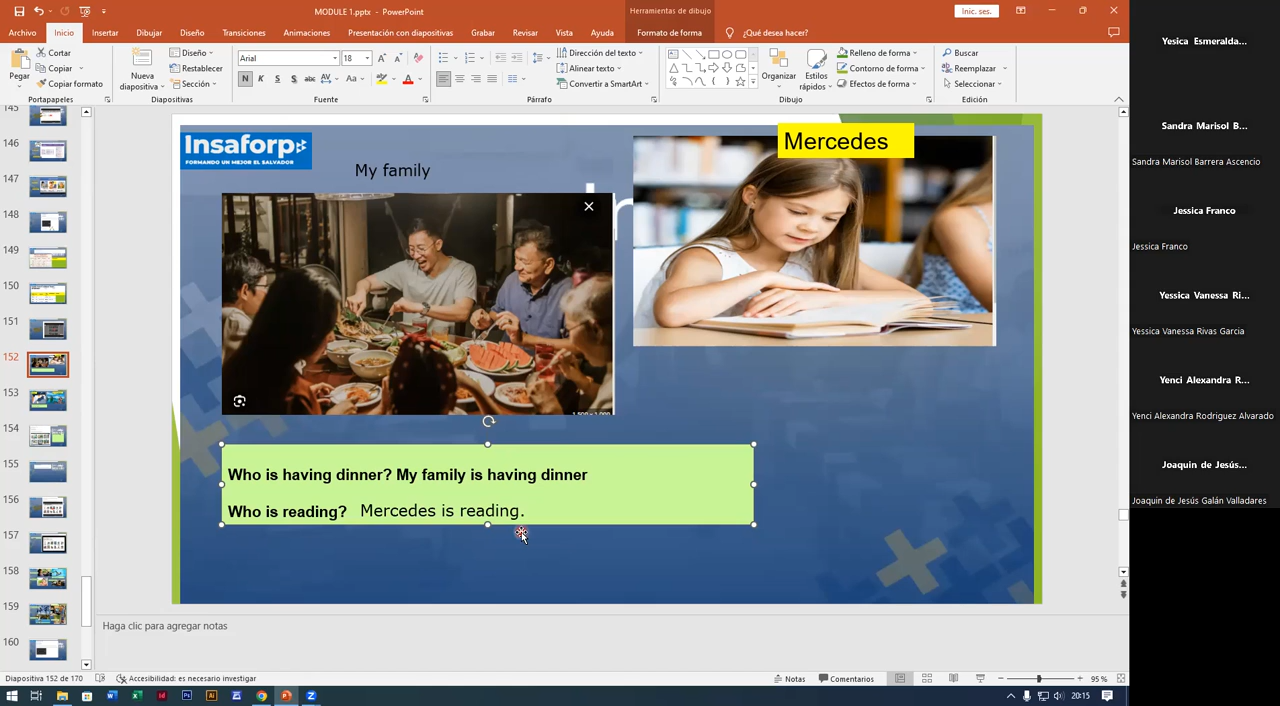 MODULE 1.pptx - PowerPoint
Herramientas de dibujo
Inic. ses.
Archivo Inicio Insertar Dibujar Diseño Transiciones Animaciones Presentación con diapositivas Grabar Revisar Vista Ayuda Formato de forma ¿Qué desea hacer?
Pegar
Cortar
Copiar
Copiar formato
Portapapeles
Nueva
diapositiva
Diseño
Restablecer
Sección
Diapositivas
Arial
18
N K S S abc AV Aa A
Fuente
Dirección del texto
Alinear texto
Convertir a SmartArt
Párrafo
Organizar
Estilos
rápidos
Relleno de forma
Contorno de forma
Efectos de forma
Dibujo
Buscar
Reemplazar
Seleccionar
Edición
145
146
147
148
149
150
151
152
153
154
155
156
157
158
159
160
Insaforp
FORMANDO UN MEJOR EL SALVADOR
My family
Mercedes
Who is having dinner? My family is having dinner
Who is reading? Mercedes is reading.
Haga clic para agregar notas
Diapositiva 152 de 170
Accesibilidad: es necesario investigar
Notas
Comentarios
95 %
20:15
Yesica Esmeralda...
Sandra Marisol B...
Sandra Marisol Barrera Ascencio
Jessica Franco
Jessica Franco
Yessica Vanessa Ri...
Yessica Vanessa Rivas Garcia
Yenci Alexandra R...
Yenci Alexandra Rodriguez Alvarado
Joaquin de Jesús...
Joaquin de Jesús Galán Valladares